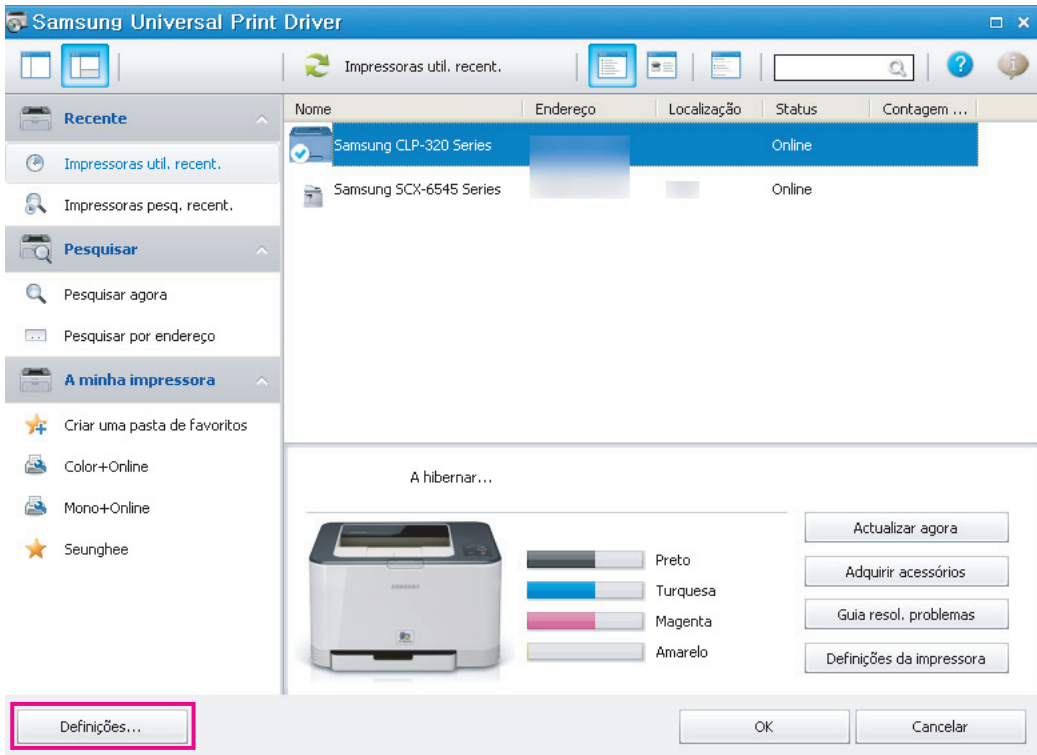 Samsung Universal Print Driver
Impressoras util. recent.
Recente
Impressoras util. recent.
Impressoras pesq. recent.
Pesquisar
Pesquisar agora
Pesquisar por endereço
A minha impressora
Criar uma pasta de favoritos
Color+Online
Mono+Online
Seunghee
Nome Endereço Localização Status Contagem ...
Samsung CLP-320 Series Online
Samsung SCX-6545 Series Online
A hibernar...
SAMSUNG
Preto
Turquesa
Magenta
Amarelo
Actualizar agora
Adquirir acessórios
Guia resol. problemas
Definições da impressora
Definições...
OK
Cancelar